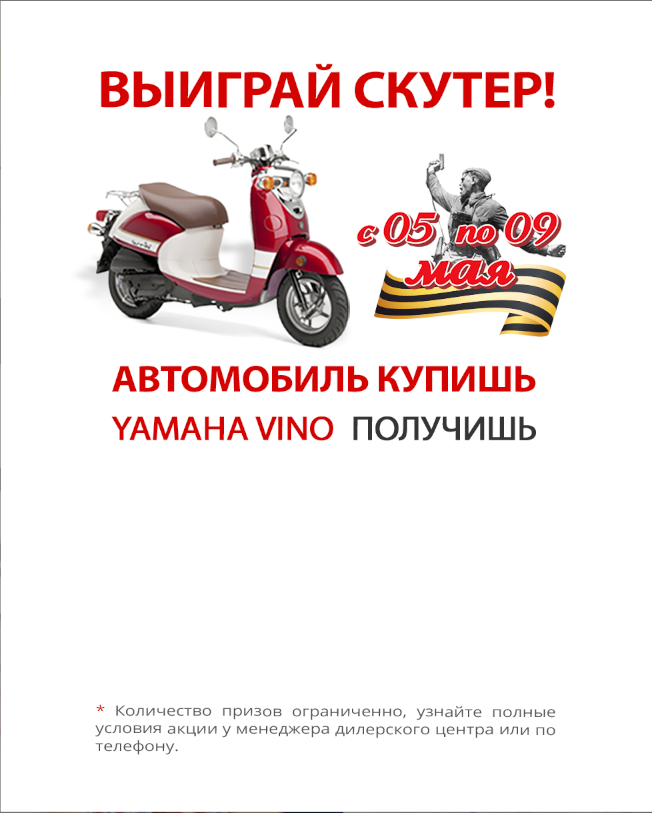 ВЫИГРАЙ СКУТЕР!
с 05 по 09
мая
АВТОМОБИЛЬ КУПИШЬ
YAMAHA VINO ПОЛУЧИШЬ
* Количество призов ограниченно, узнайте полные
условия акции у менеджера дилерского центра или по
телефону.